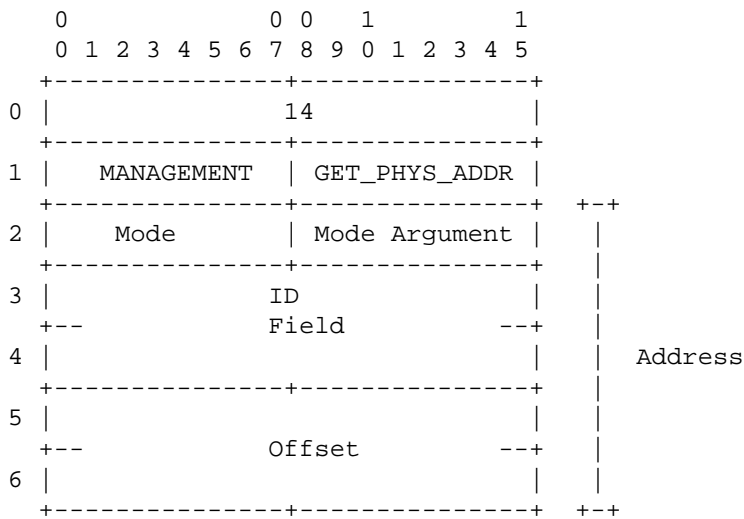 0 0 0 1 1
0 1 2 3 4 5 6 7 8 9 0 1 2 3 4 5
+---------------+---------------+
0 | 14 |
+---------------+---------------+
1 | MANAGEMENT | GET_PHYS_ADDR |
+---------------+---------------+ +-+
2 | Mode | Mode Argument | |
+---------------+---------------+ |
3 | ID | |
+-- Field --+ |
4 | | | Address
+---------------+---------------+ |
5 | | |
+-- Offset --+ |
6 | | |
+---------------+---------------+ +-+